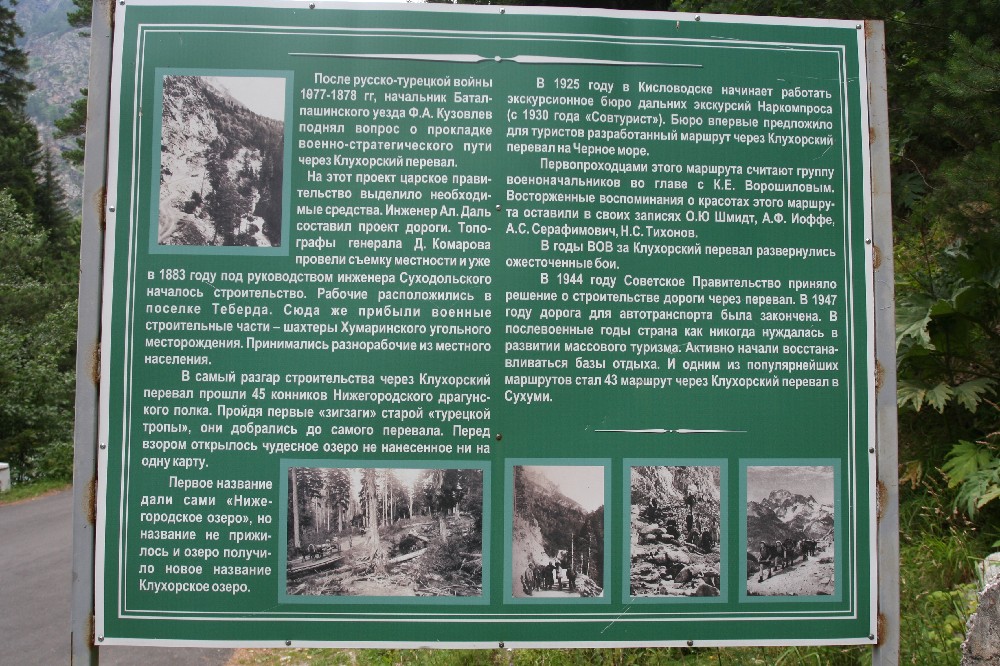 После русско-турецкой войны
1077-1878 гг, начальник Батал-
пашинского уезда Ф.А. Кузовлев
поднял вопрос о прокладке
военно-стратегического пути
через Клухорский перевал.
На этот проект царское прави-
тельство выделило необходи-
мые средства. Инженер Ал. Даль
составил проект дороги. Топо-
графы генерала Д. Комарова
провели съемку местности и уже
в 1883 году под руководством инженера Суходольского
началось строительство. Рабочие расположились в
поселке Теберда. Сюда же прибыли военные
строительные части – шахтеры Хумаринского угольного
месторождения. Принимались разнорабочие из местного
населения.
В самый разгар строительства через Клухорский
перевал прошли 45 конников Нижегородского драгунс-
кого полка. Пройдя первые «зигзаги» старой «турецкой
тропы», они добрались до самого перевала. Перед
взором открылось чудесное озеро не нанесенное ни на
одну карту.
Первое название
дали сами «Ниже-
городское озеро», но
название не прижи-
лось и озеро получи-
ло новое название
Клухорское озеро.
В 1925 году в Кисловодске начинает работать
экскурсионное бюро дальних экскурсий Наркомпроса
(с 1930 года «Совтурист»). Бюро впервые предложило
для туристов разработанный маршрут через Клухорский
перевал на Черное море.
Первопроходцами этого маршрута считают группу
военоначальников во главе с К.Е. Ворошиловым.
Восторженные воспоминания о красотах этого маршру-
та оставили в своих записях О.Ю Шмидт, А.Ф. Иоффе,
А.С. Серафимович, Н.С. Тихонов.
В годы ВОВ за Клухорский перевал развернулись
ожесточенные бои.
В 1944 году Советское Правительство приняло
решение о строительстве дороги через перевал. В 1947
году дорога для автотранспорта была закончена. В
послевоенные годы страна как никогда нуждалась в
развитии массового туризма. Активно начали восстана-
вливаться базы отдыха. И одним из популярнейших
маршрутов стал 43 маршрут через Клухорский перевал в
Сухуми.